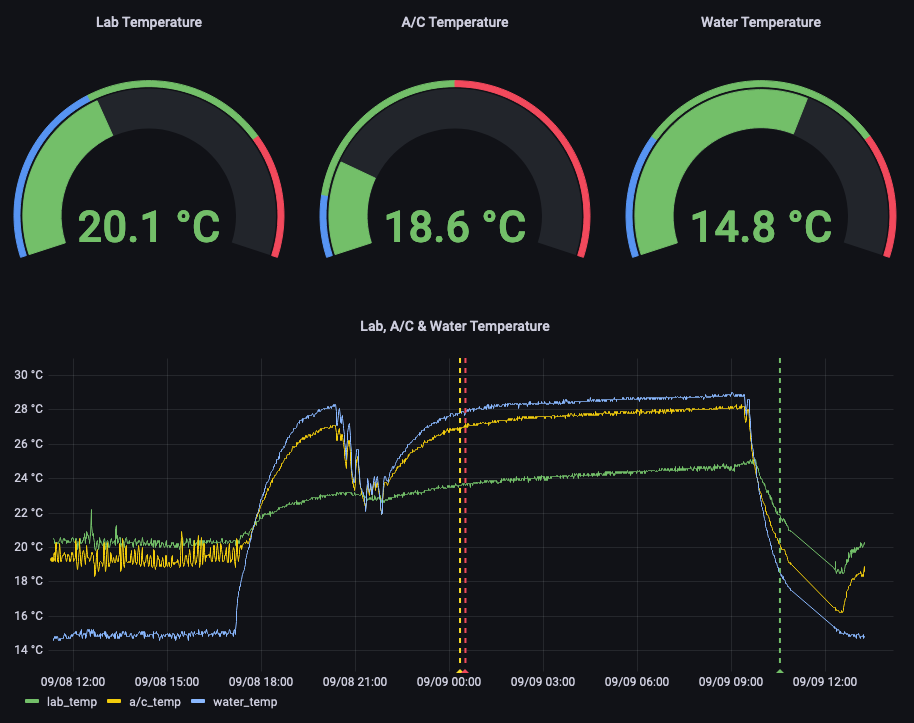 Lab Temperature
A/C Temperature
Water Temperature
20.1 °C
18.6 °C
14.8 °C
Lab, A/C & Water Temperature
30 °C
28 °C
26 °C
24 °C
22 °C
20 °C
18 °C
16 °C
14 °C
09/08 12:00 09/08 15:00 09/08 18:00 09/08 21:00 09/09 00:00 09/09 03:00 09/09 06:00 09/09 09:00 09/09 12:00
lab_temp a/c_temp water_temp